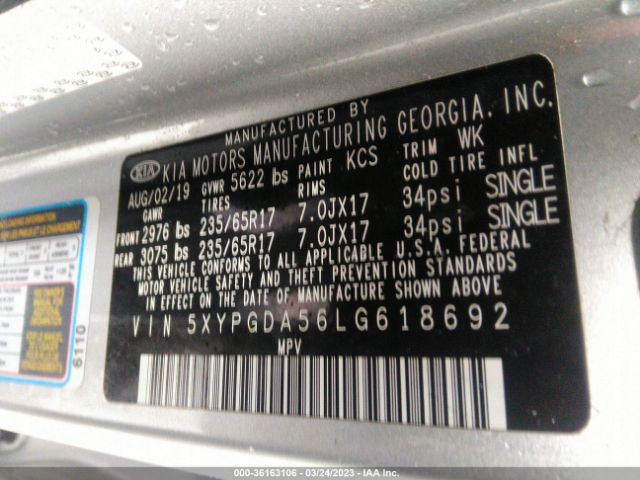 MANUFACTURED BY
KIA KIA MOTORS MANUFACTURING GEORGIA, INC.
AUG/02/19 GVWR 5622 lbs PAINT KCS TRIM WK
GAWR TIRES RIMS COLD TIRE INFL
FRONT 2976 lbs 235/65R17 7.0JX17 34psi SINGLE
REAR 3075 lbs 235/65R17 7.0JX17 34psi SINGLE
THIS VEHICLE CONFORMS TO ALL APPLICABLE U.S.A. FEDERAL
MOTOR VEHICLE SAFETY AND THEFT PREVENTION STANDARDS
IN EFFECT ON THE DATE OF MANUFACTURE SHOWN ABOVE.
VIN 5XYPGDA56LG618692
MPV
6110
000-36163106 - 03/24/2023 - IAA Inc.